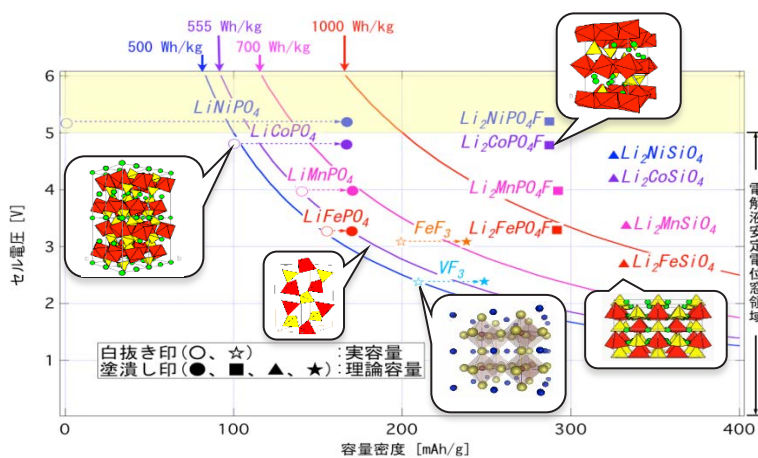 555 Wh/kg
1000 Wh/kg
500 Wh/kg
700 Wh/kg
セル電圧 [V]
6
5
4
3
2
1
LiNiPO4
LiCoPO4
LiMnPO4
LiFePO4
FeF3
VF3
Li2NiPO4F
Li2CoPO4F
Li2MnPO4F
Li2FePO4F
Li2NiSiO4
Li2CoSiO4
Li2MnSiO4
Li2FeSiO4
電解液安定電位窓領域
白抜き印(○、☆) :実容量
塗潰し印(●、■、▲、★):理論容量
0 100 200 300 400
容量密度 [mAh/g]